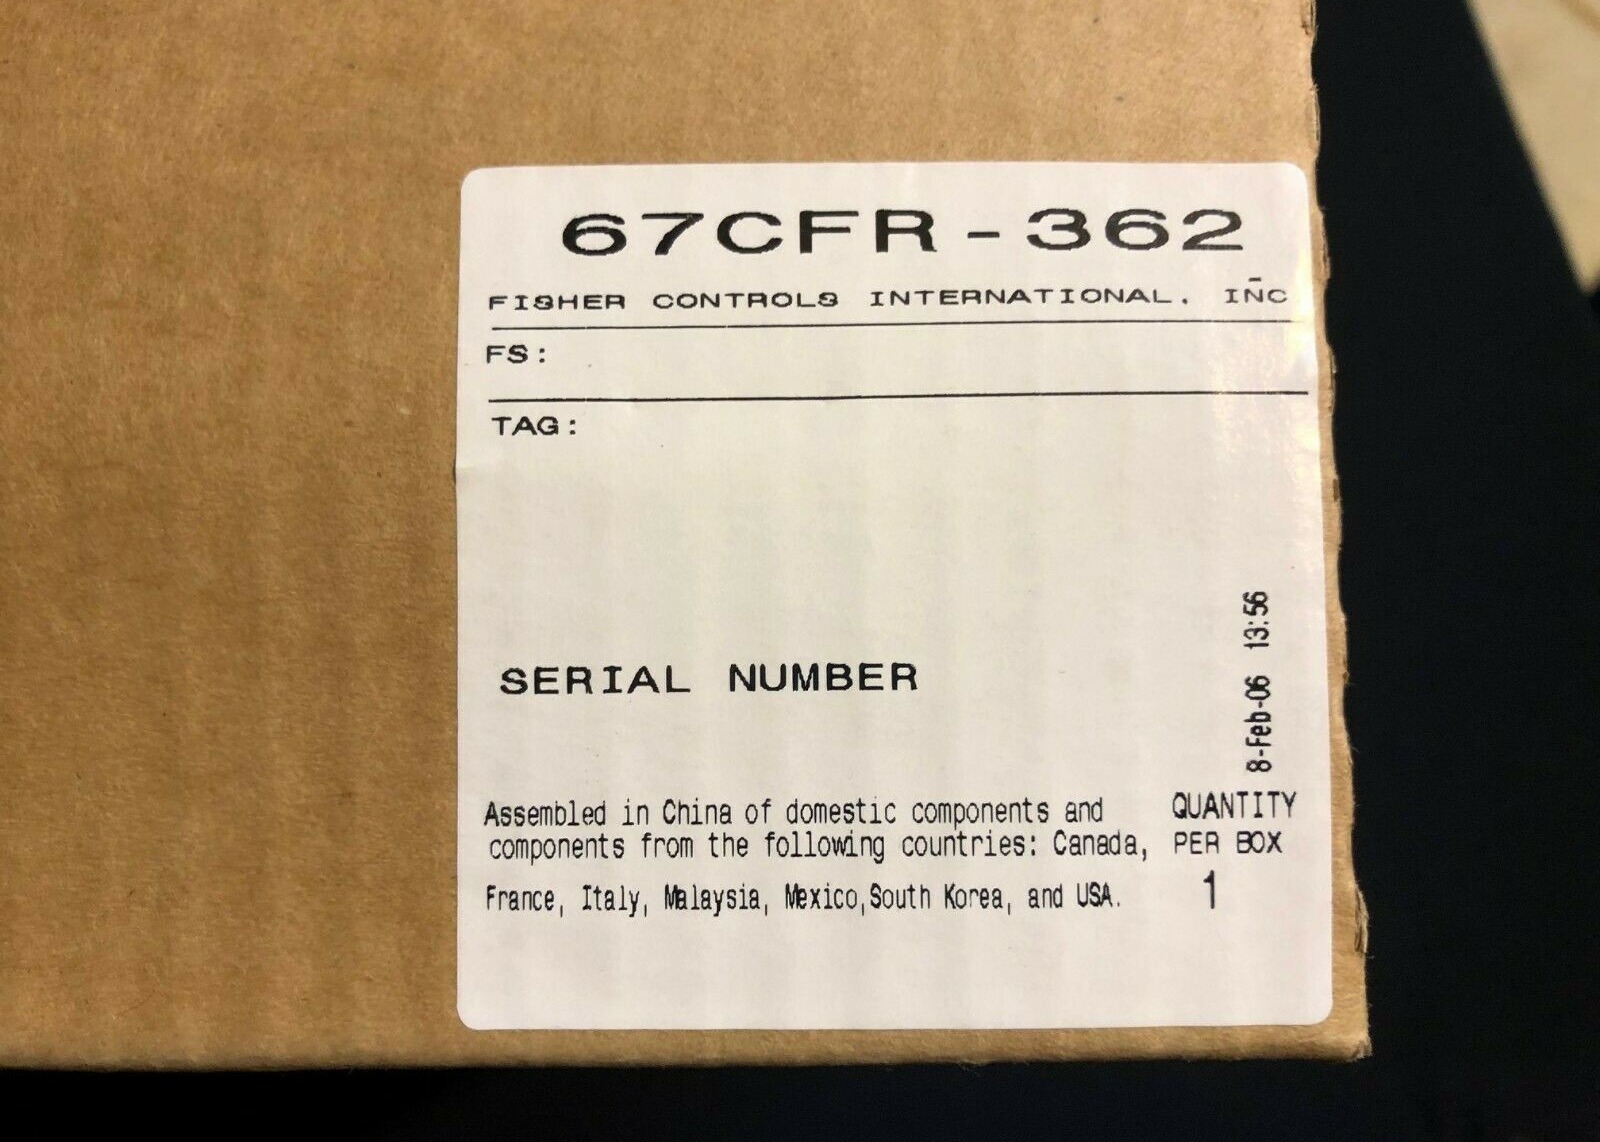 67CFR-362
FISHER CONTROLS INTERNATIONAL. INC
FS:
TAG:
SERIAL NUMBER
8-Feb-06 13:56
Assembled in China of domestic components and
components from the following countries: Canada,
France, Italy, Malaysia, Mexico,South Korea, and USA.
QUANTITY
PER BOX
1